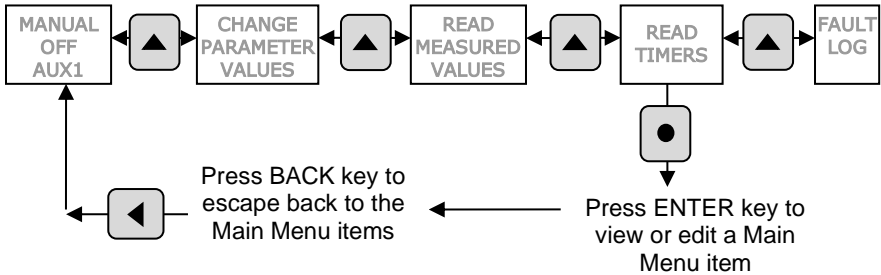 MANUAL
OFF
AUX1
CHANGE
PARAMETER
VALUES
READ
MEASURED
VALUES
READ
TIMERS
FAULT
LOG
Press BACK key to
escape back to the
Main Menu items
Press ENTER key to
view or edit a Main
Menu item